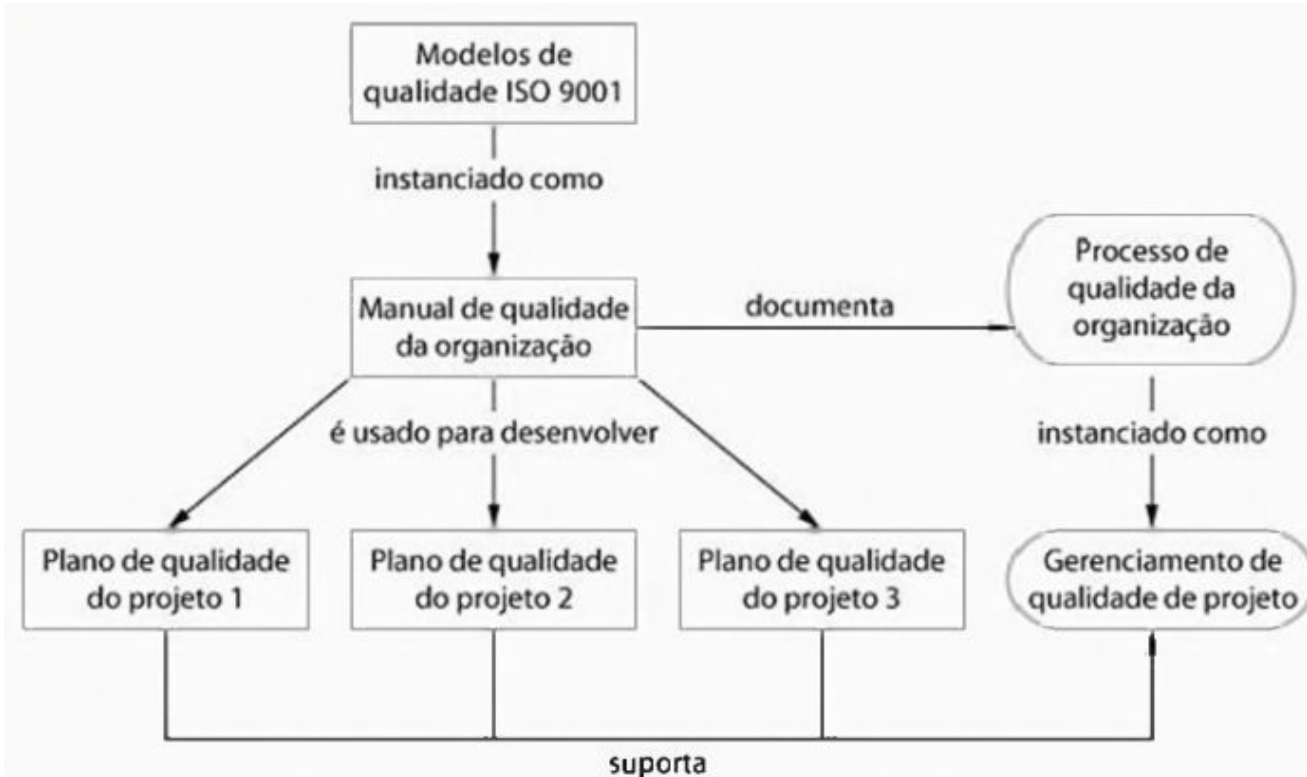 Modelos de
qualidade ISO 9001
instanciado como
Manual de qualidade
da organização
documenta
Processo de
qualidade da
organização
é usado para desenvolver
instanciado como
Plano de qualidade
do projeto 1
Plano de qualidade
do projeto 2
Plano de qualidade
do projeto 3
Gerenciamento de
qualidade de projeto
suporta